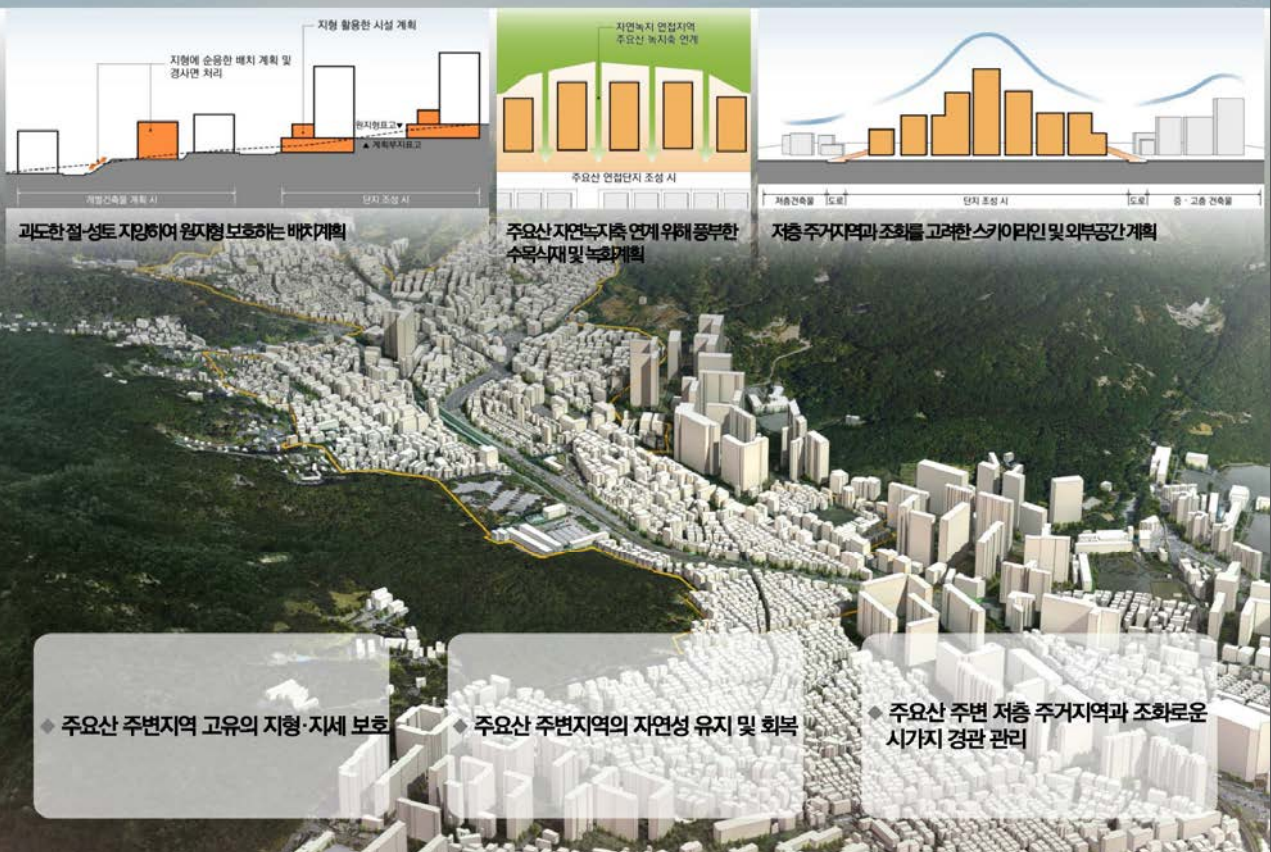 지형 활용한 시설 계획
지형에 순응한 배치 계획 및
경사면 처리
원지형표고▼
▲ 계획부지표고
개별건축물 계획 시
단지 조성 시
과도한 절·성토 지양하여 원지형 보호하는 배치계획
자연녹지 연접지역
주요산 녹지축 연계
주요산 연접단지 조성 시
주요산 자연녹지축 연계 위해 풍부한
수목식재 및 녹화계획
저층건축물
도로
단지 조성 시
도로
중·고층 건축물
저층 주거지역과 조화를 고려한 스카이라인 및 외부공간 계획
◆ 주요산 주변지역 고유의 지형·지세 보호
◆ 주요산 주변지역의 자연성 유지 및 회복
◆ 주요산 주변 저층 주거지역과 조화로운
시가지 경관 관리